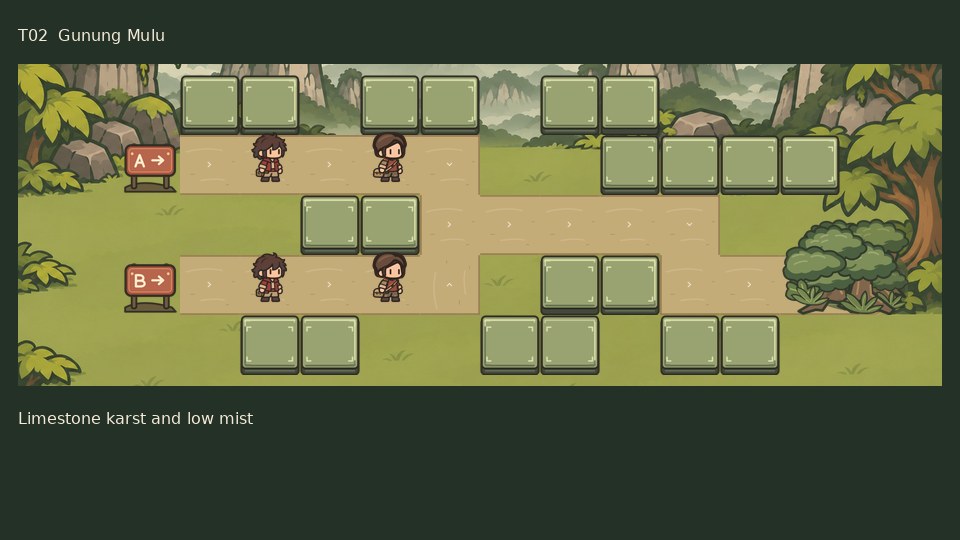 T02 Gunung Mulu
A →
B →
Limestone karst and low mist